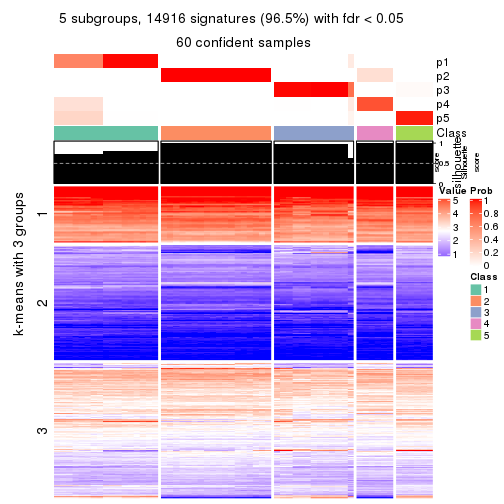 5 subgroups, 14916 signatures (96.5%) with fdr < 0.05
60 confident samples
p1
p2
p3
p4
p5
Class
1
0.5
0
silhouette
score
Silhouette
score
k-means with 3 groups
1
2
3
Value
5
4
3
2
1
Prob
1
0.8
0.6
0.4
0.2
0
Class
1
2
3
4
5